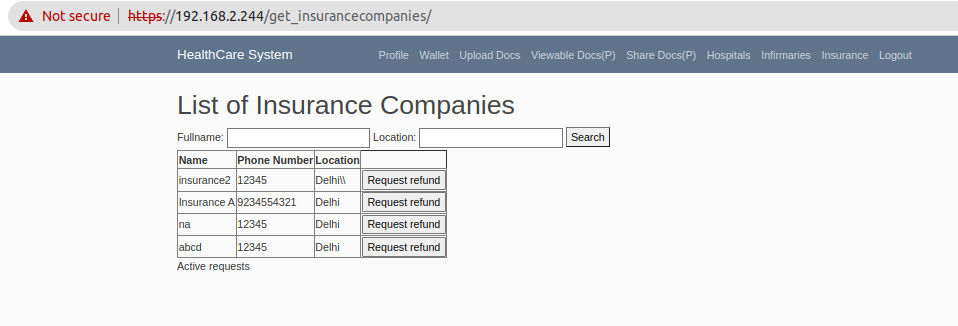 Not secure | https://192.168.2.244/get_insurancecompanies/
HealthCare System Profile Wallet Upload Docs Viewable Docs(P) Share Docs(P) Hospitals Infirmaries Insurance Logout
List of Insurance Companies
Fullname: Location: Search
Name Phone Number Location
insurance2 12345 Delhi\\ Request refund
Insurance A 9234554321 Delhi Request refund
na 12345 Delhi Request refund
abcd 12345 Delhi Request refund
Active requests